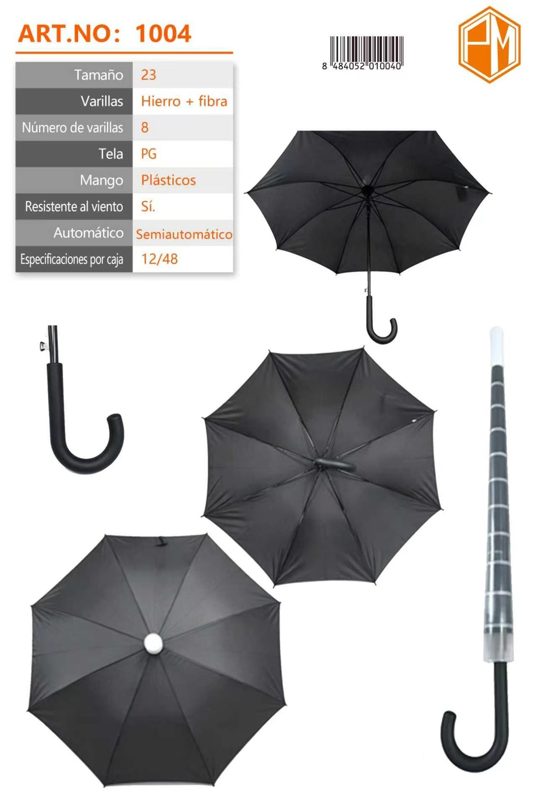 ART.NO: 1004
Tamaño 23
Varillas Hierro + fibra
Número de varillas 8
Tela PG
Mango Plásticos
Resistente al viento Sí.
Automático Semiautomático
Especificaciones por caja 12/48
8 484052 010040
PM